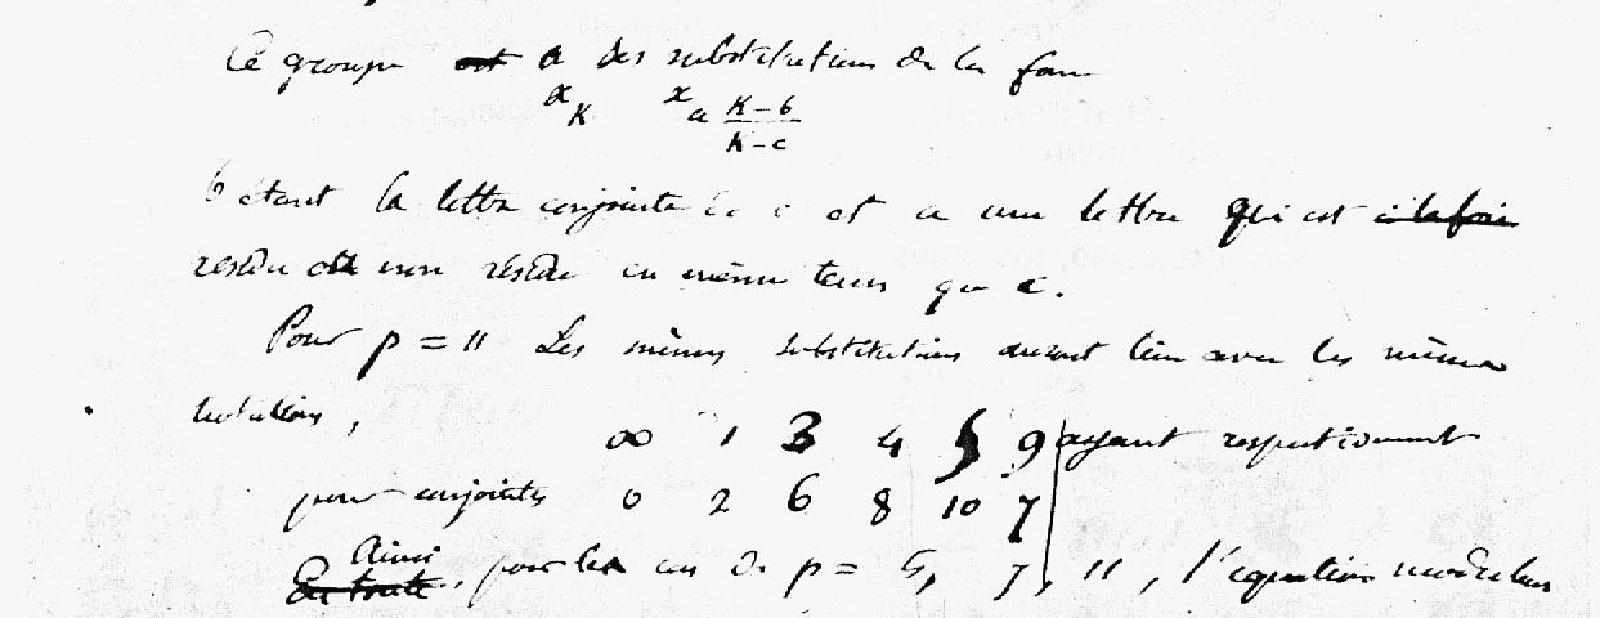 Ce groupe est a des substitutions de la forme
x_K x_{a \frac{K-b}{K-c}}
b étant la lettre conjointe de c et a une lettre qui est à la fois
résidu ou non résidu en même tems que c.
Pour p = 11 Les mêmes substitutions auront lieu avec les mêmes
notations,
∞ 1 3 4 5 9 ayant respectivement
pour conjointes 0 2 6 8 10 7
Ainsi
En toute, pour les cas de p = 5, 7, 11, l'équation modulaire